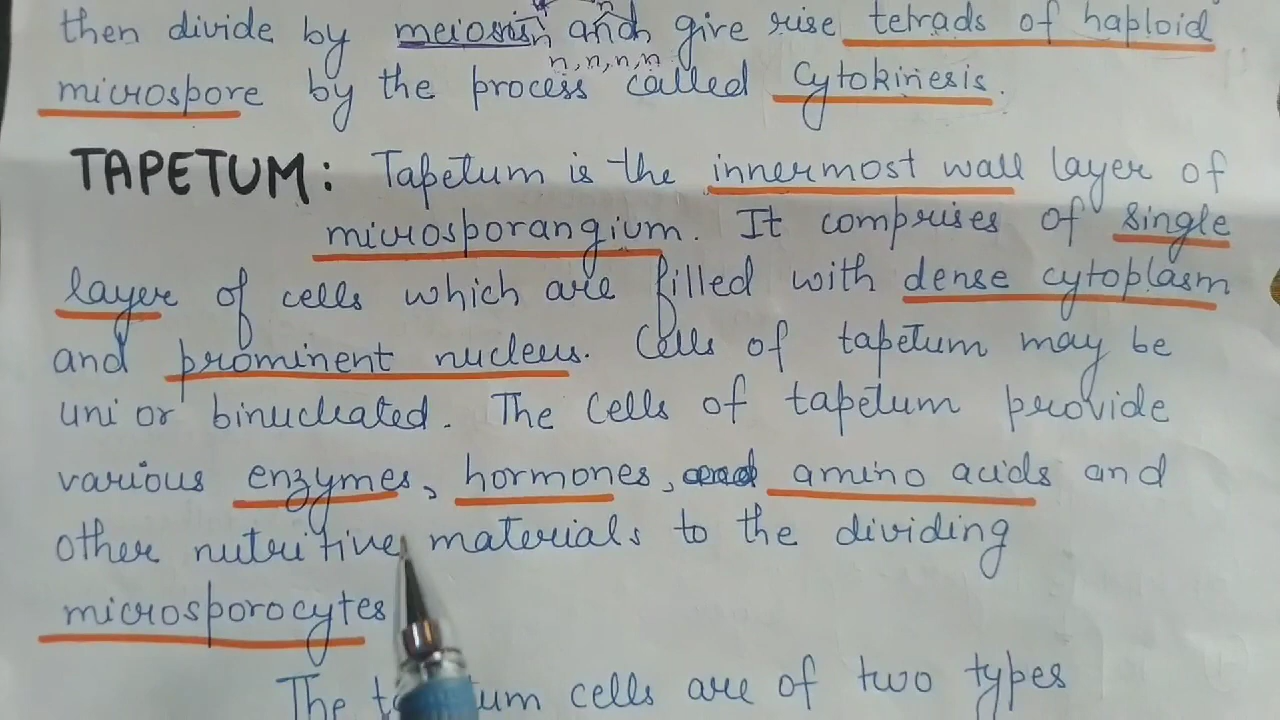 then divide by meiosis and give rise tetrads of haploid
n, n, n, n
microspore by the process called Cytokinesis.
TAPETUM: Tapetum is the innermost wall layer of
microsporangium. It comprises of single
layer of cells which are filled with dense cytoplasm
and prominent nucleus. Cells of tapetum may be
uni or binucleated. The Cells of tapetum provide
various enzymes, hormones, amino acids and
other nutritive materials to the dividing
microsporocytes
The cells are of two types